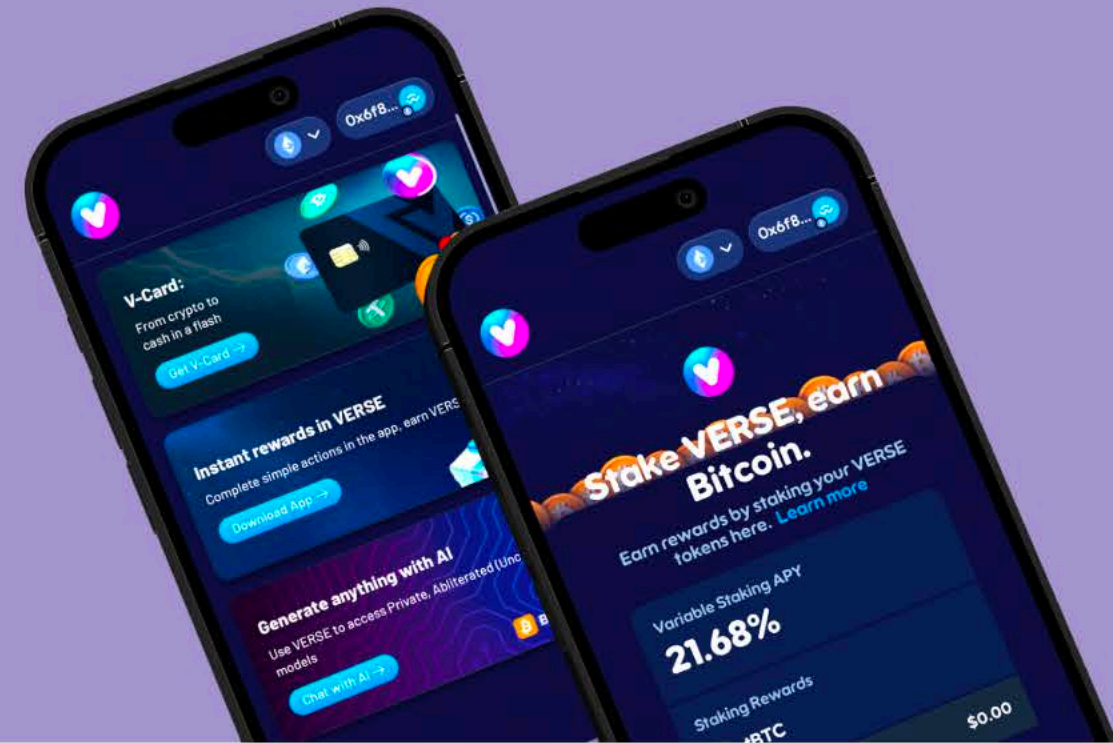 0x6f8...
V-Card:
From crypto to
cash in a flash
Get V-Card →
Instant rewards in VERSE
Complete simple actions in the app, earn VERS
Download App →
Generate anything with AI
Use VERSE to access Private, Abliterated (Unc
models
B
Chat with AI →
0x6f8...
Stake VERSE, earn
Bitcoin.
Earn rewards by staking your VERSE
tokens here. Learn more
Variable Staking APY
21.68%
Staking Rewards
tBTC
$0.00